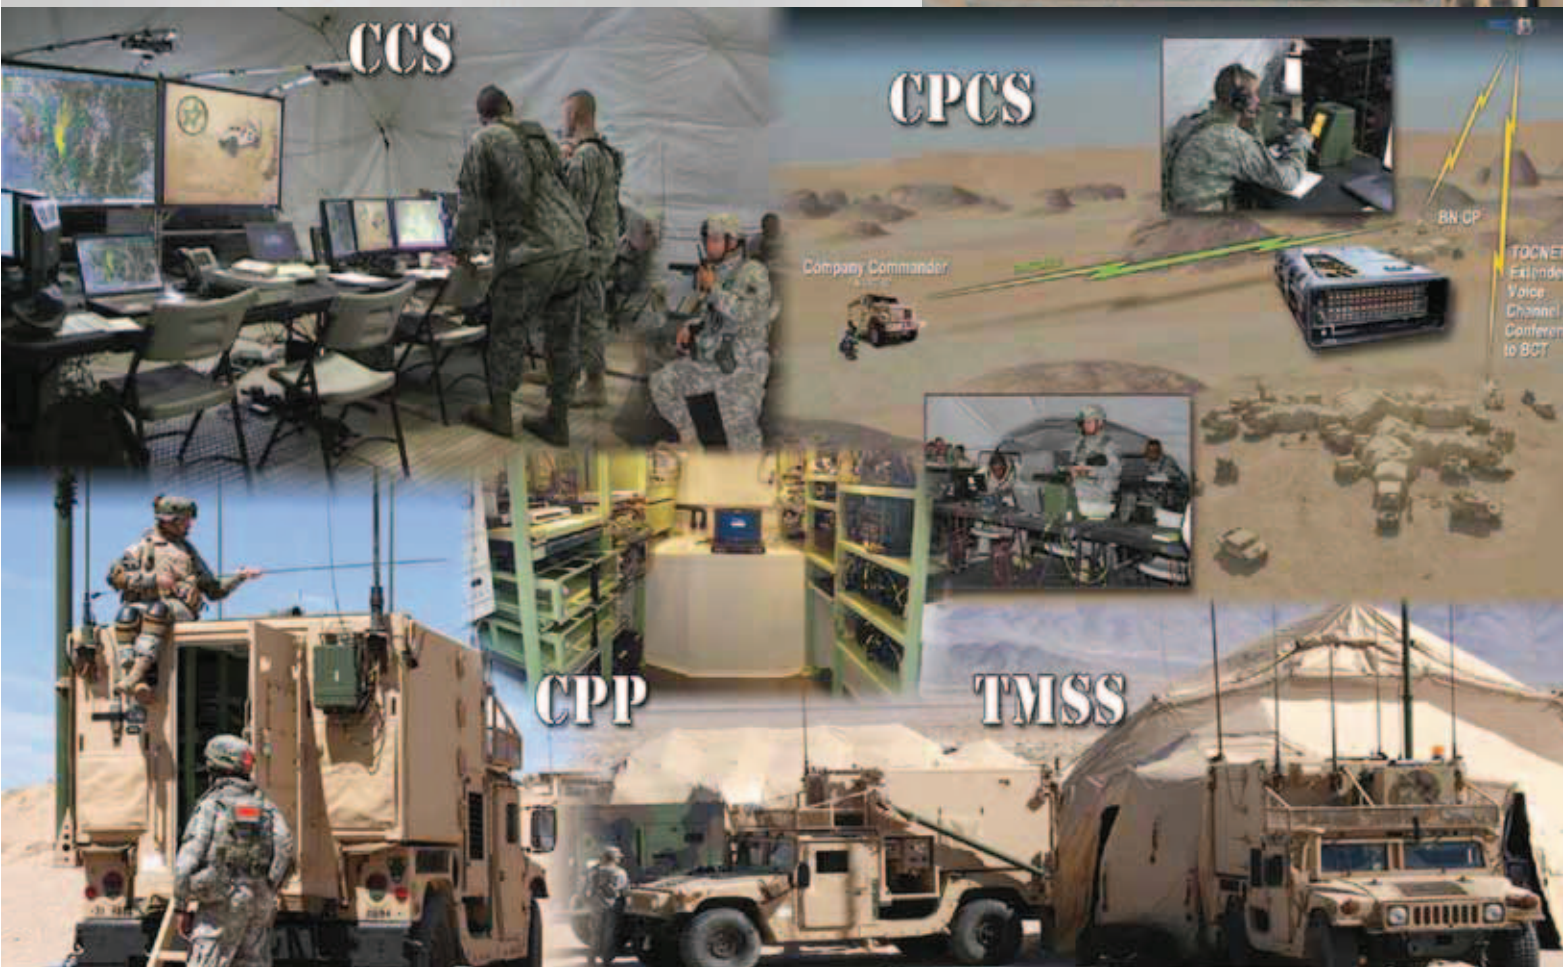 CCS
CPCS
BN CP
Company Commander
TOCNET
Extended
Voice
Channel
Conference
to BCT
CPP
TMSS